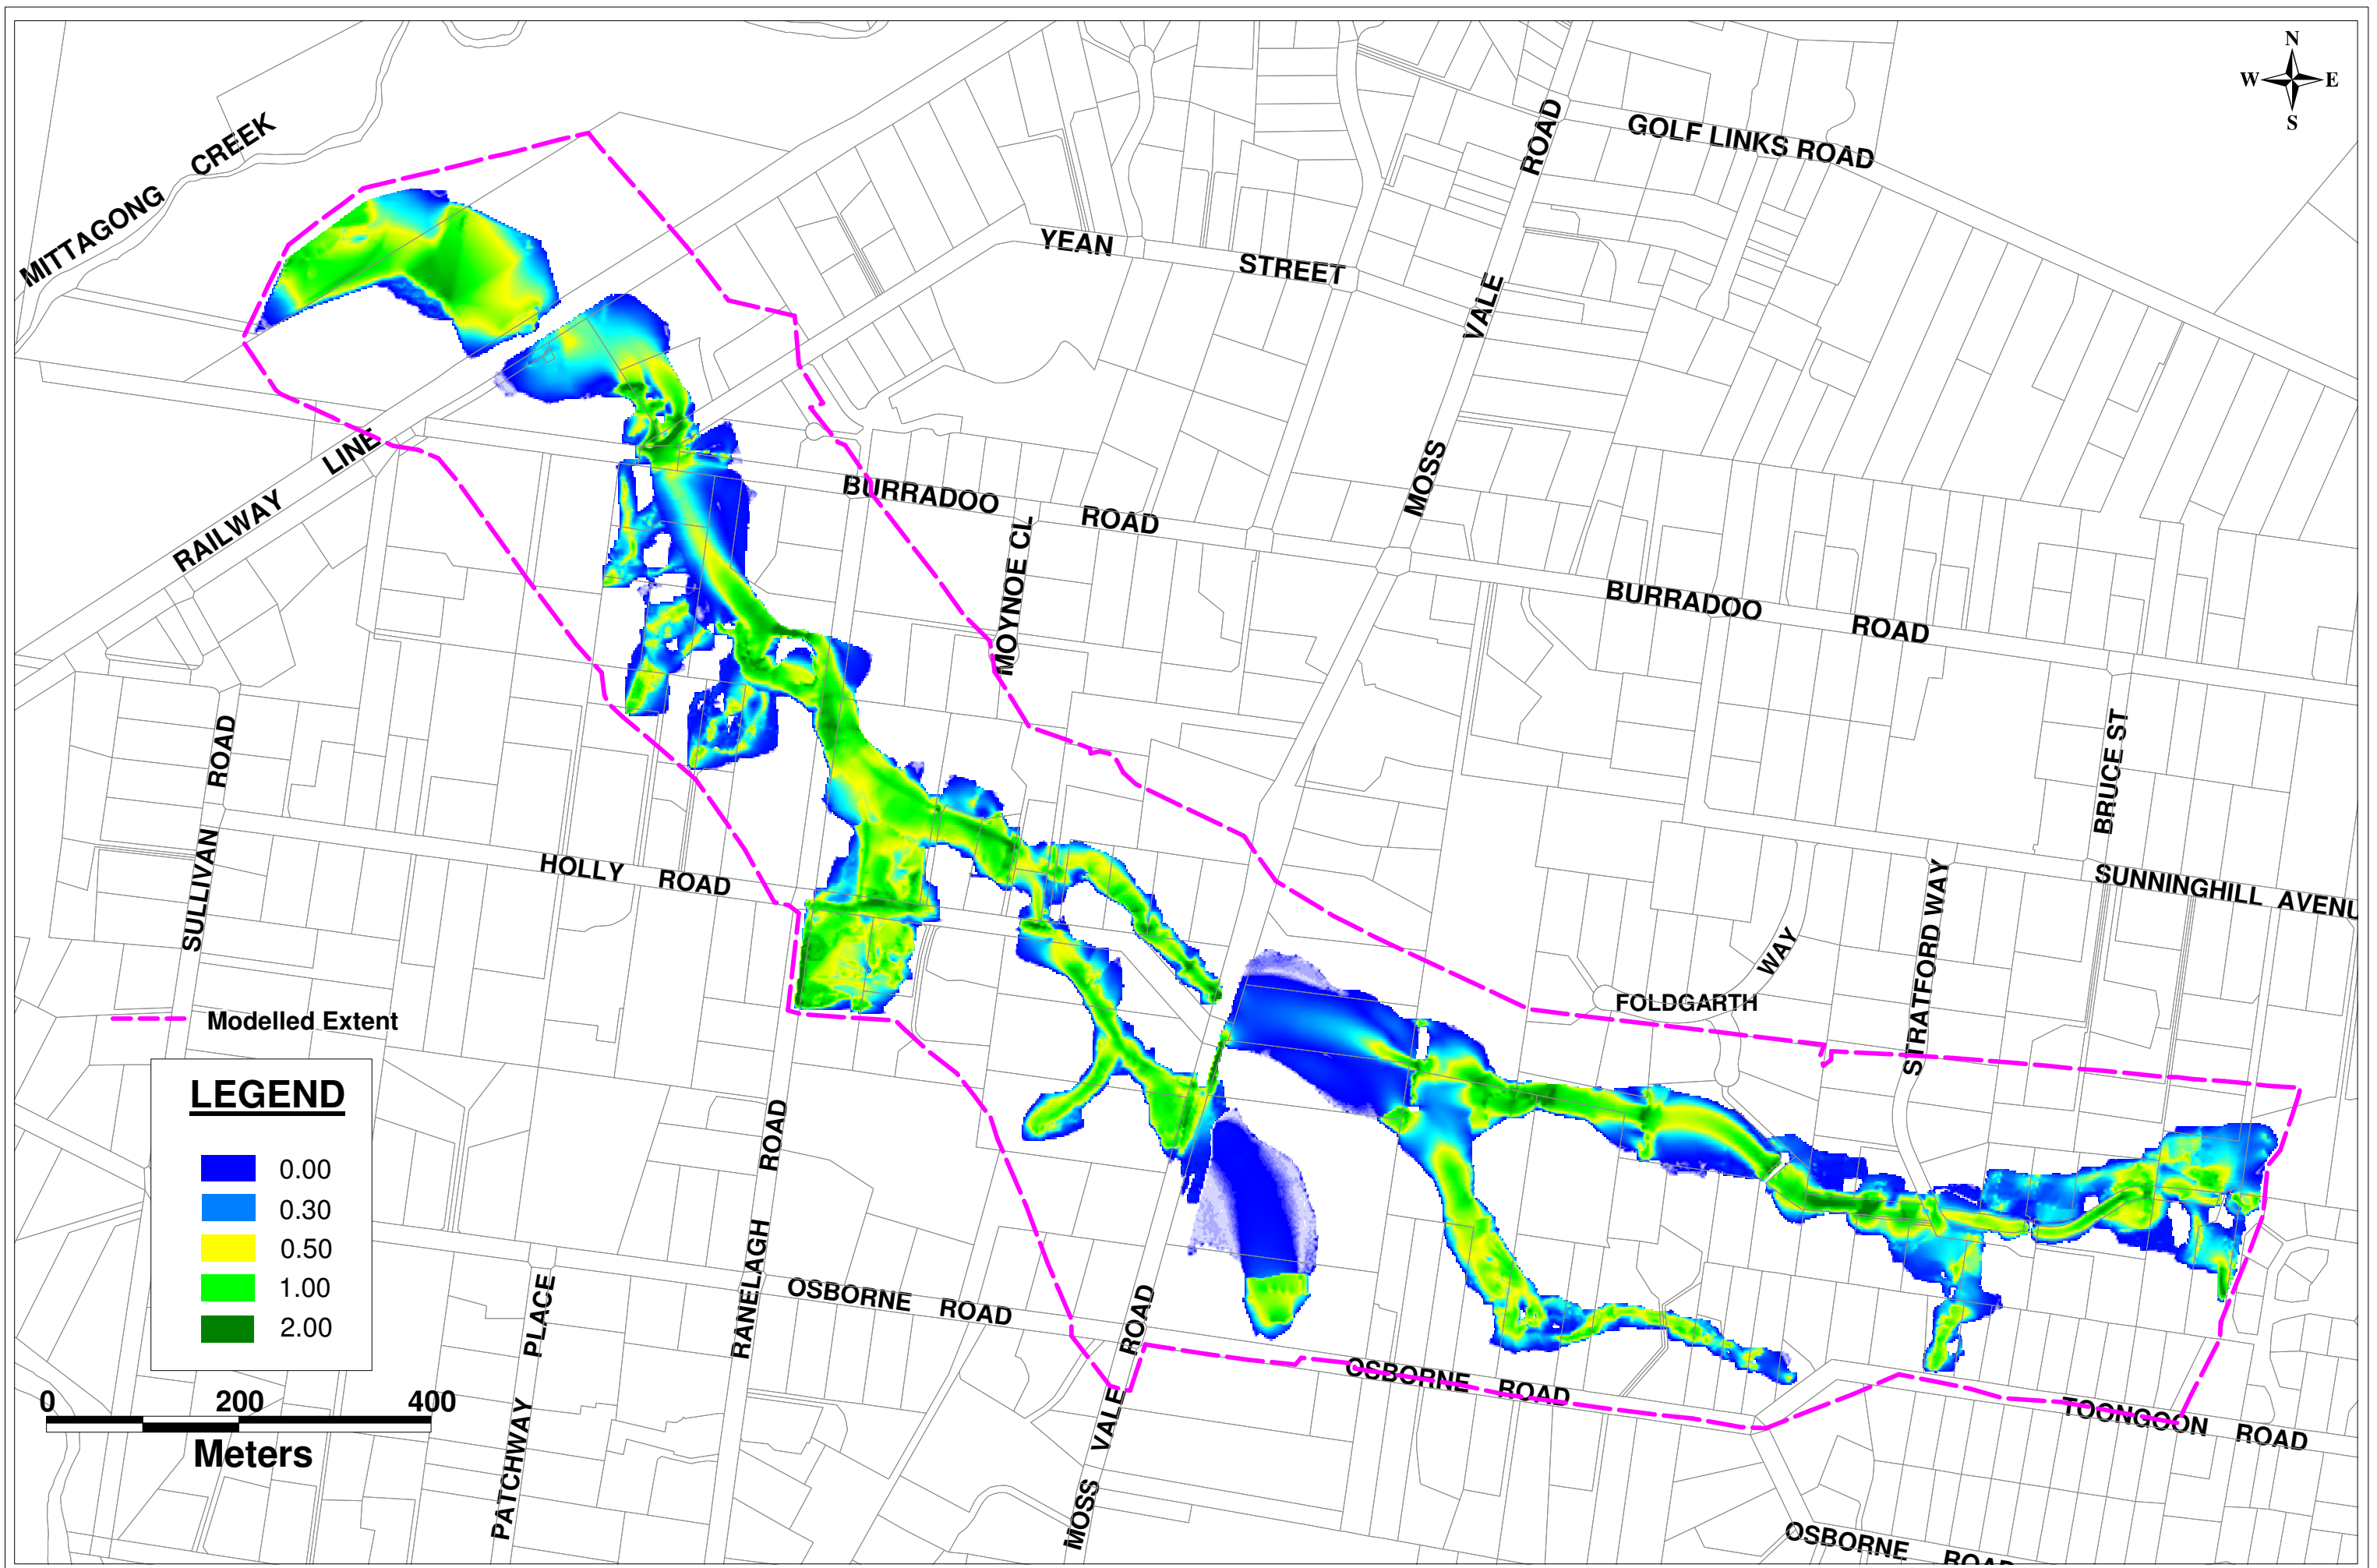 N
W E
S
MITTAGONG CREEK
GOLF LINKS ROAD
YEAN STREET
MOSS VALE ROAD
RAILWAY LINE
BURRADOO ROAD
MOYNOE CL
BURRADOO ROAD
BRUCE ST
SULLIVAN ROAD
HOLLY ROAD
SUNNINGHILL AVENU
STRATFORD WAY
FOLDGARTH WAY
Modelled Extent
LEGEND
0.00
0.30
0.50
1.00
2.00
RANELAGH ROAD
OSBORNE ROAD
PATCHWAY PLACE
MOSS VALE ROAD
OSBORNE ROAD
TOONGOON ROAD
0 200 400
Meters
OSBORNE ROAD